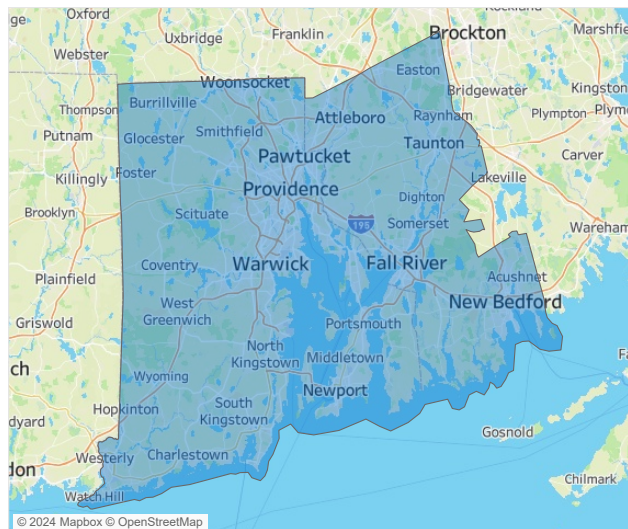 Oxford
Rockland
Brockton
Uxbridge
Franklin
Marshfie
Webster
Easton
Kingston
Woonsocket
Bridgewater
Thompson
Burrillville
Attleboro
Raynham
Plympton
Plymo
Putnam
Glocester
Smithfield
Taunton
Pawtucket
Carver
Killingly
Foster
Providence
Lakeville
Dighton
Brooklyn
Scituate
195
Somerset
Wareham
Coventry
Warwick
Fall River
Plainfield
Acushnet
West
Greenwich
New Bedford
Griswold
Portsmouth
North
Kingstown
Middletown
Fa
ch
Wyoming
Newport
Hopkinton
South
Kingstown
dyard
Gosnold
Westerly
Charlestown
don
Chilmark
Watch Hill
© 2024 Mapbox © OpenStreetMap